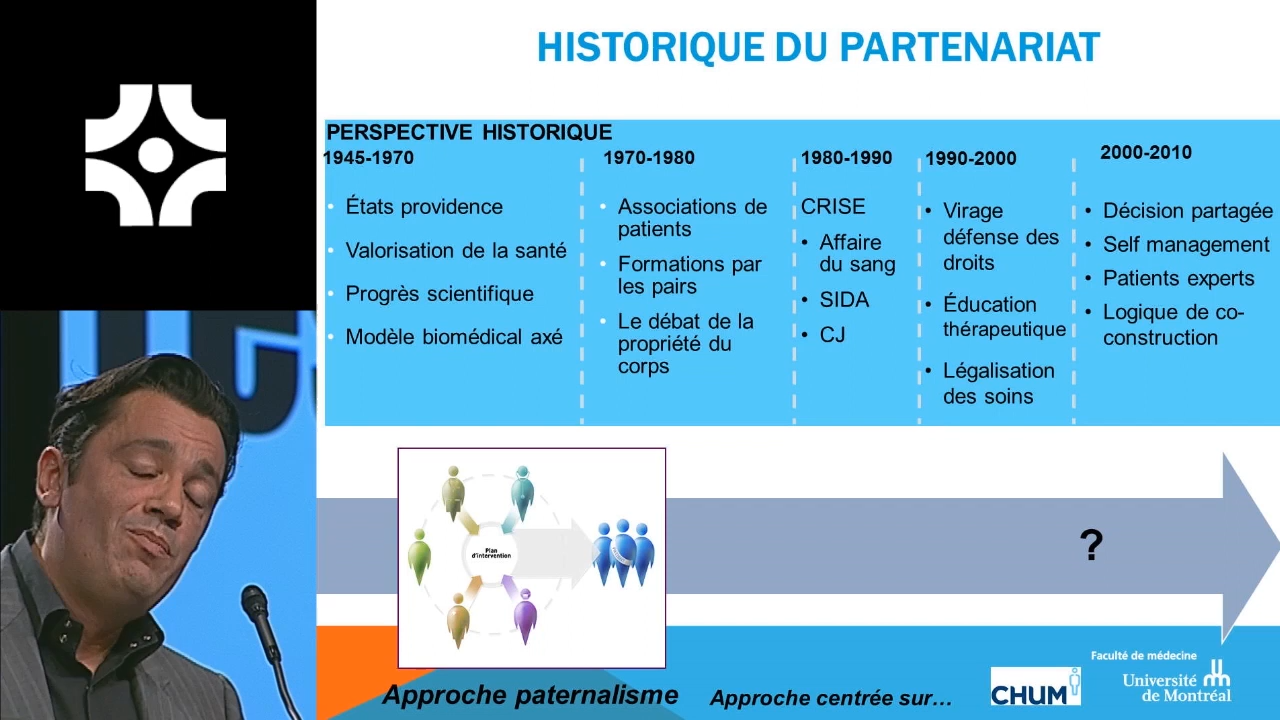 HISTORIQUE DU PARTENARIAT
PERSPECTIVE HISTORIQUE
1945-1970
• États providence
• Valorisation de la santé
• Progrès scientifique
• Modèle biomédical axé
1970-1980
• Associations de
patients
• Formations par
les pairs
• Le débat de la
propriété du
corps
1980-1990
CRISE
• Affaire
du sang
• SIDA
• CJ
1990-2000
• Virage
défense des
droits
• Éducation
thérapeutique
• Légalisation
des soins
2000-2010
• Décision partagée
• Self management
• Patients experts
• Logique de co-
construction
Plan
d'intervention
?
Approche paternalisme
Approche centrée sur…
CHUM
Faculté de médecine
Université
de Montréal